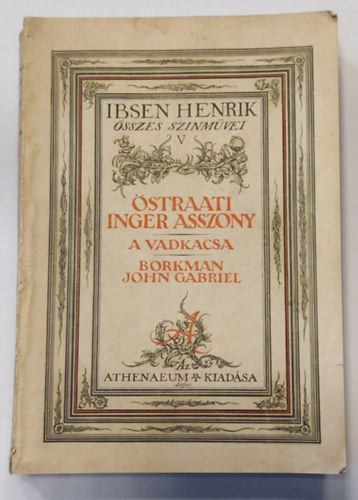 IBSEN HENRIK
ÖSSZES SZINMŰVEI
V
ÖSTRAATI
INGER ASSZONY
A VADKACSA
BORKMAN
JOHN GABRIEL
A
AZ
ATHENAEUM KIADÁSA